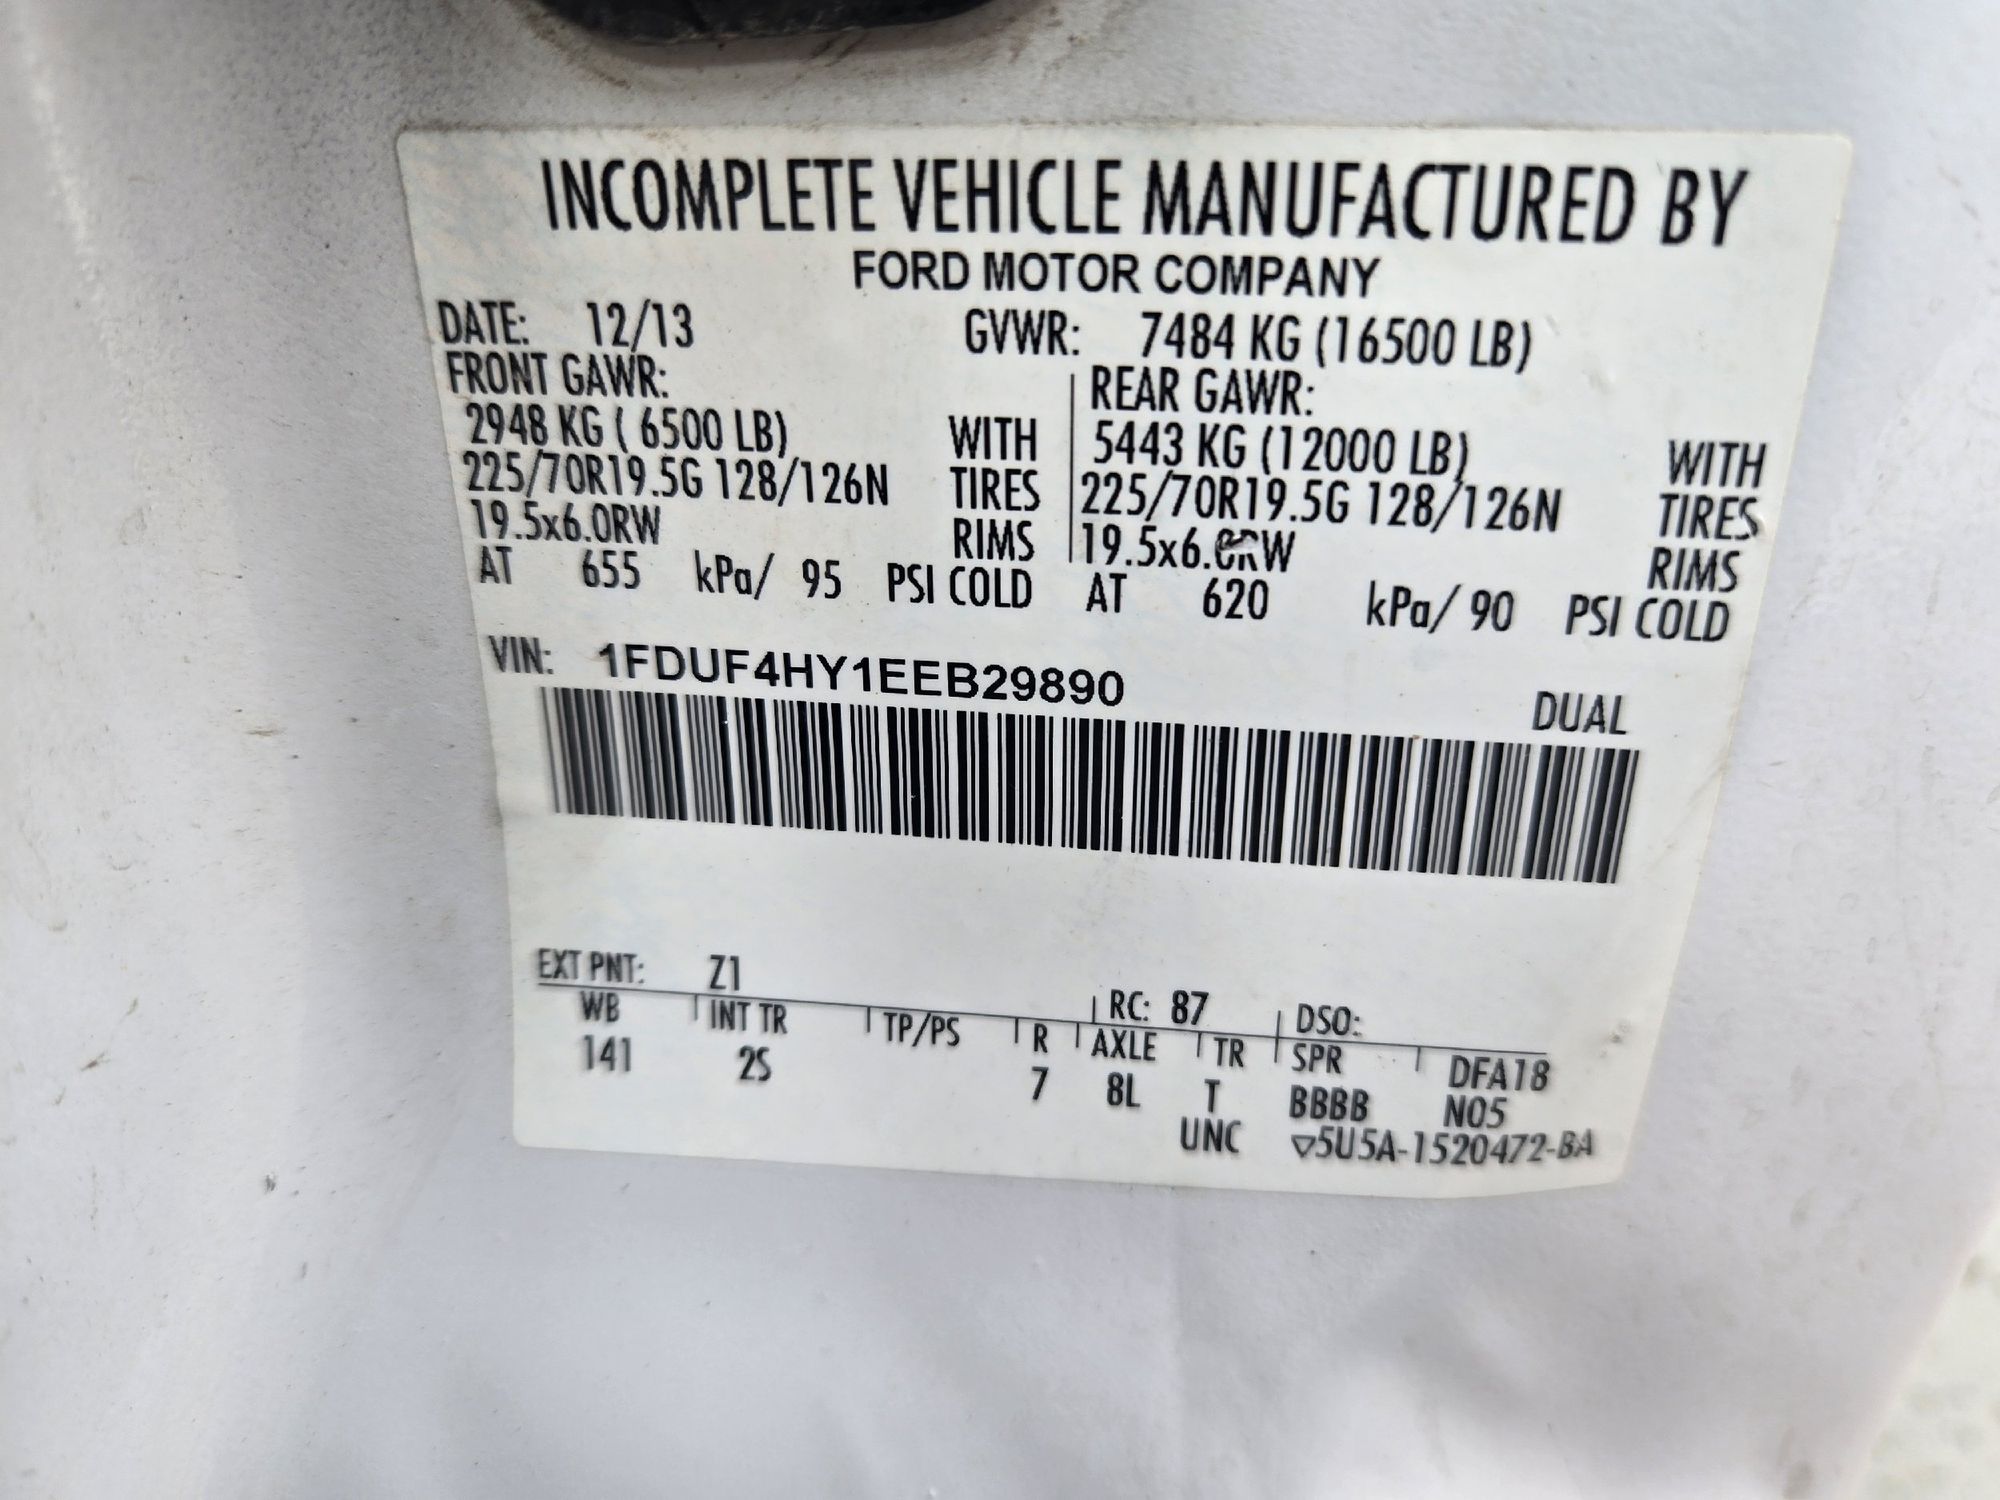 INCOMPLETE VEHICLE MANUFACTURED BY
FORD MOTOR COMPANY
DATE: 12/13 GVWR: 7484 KG (16500 LB)
FRONT GAWR: REAR GAWR:
2948 KG ( 6500 LB) WITH 5443 KG (12000 LB) WITH
225/70R19.5G 128/126N TIRES 225/70R19.5G 128/126N TIRES
19.5x6.0RW RIMS 19.5x6.0RW RIMS
AT 655 kPa/ 95 PSI COLD AT 620 kPa/ 90 PSI COLD
VIN: 1FDUF4HY1EEB29890
DUAL
EXT PNT: Z1 RC: 87 DSO:
WB INT TR TP/PS R AXLE TR SPR DFA18
141 2S 7 8L T BBBB N05
UNC ▽5U5A-1520472-BA